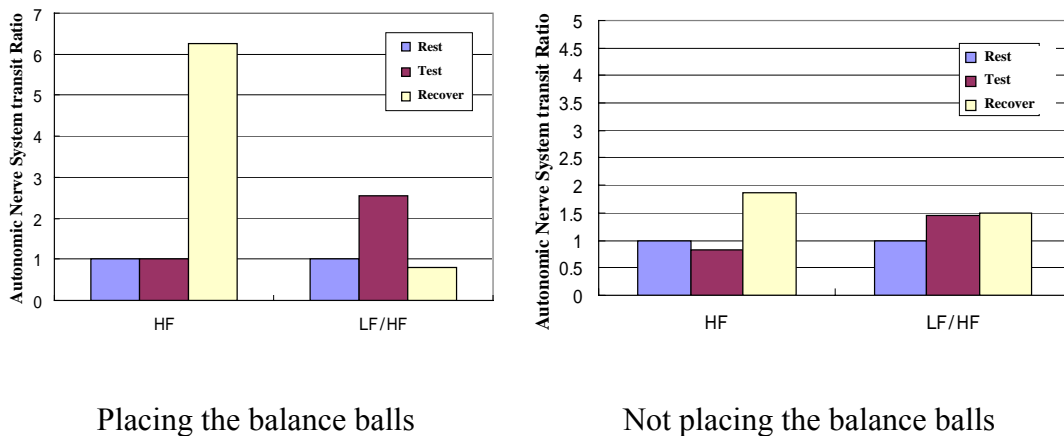 Autonomic Nerve System transit Ratio
7
6
5
4
3
2
1
0
Rest
Test
Recover
HF
LF/HF
Placing the balance balls
Autonomic Nerve System transit Ratio
5
4.5
4
3.5
3
2.5
2
1.5
1
0.5
0
Rest
Test
Recover
HF
LF/HF
Not placing the balance balls